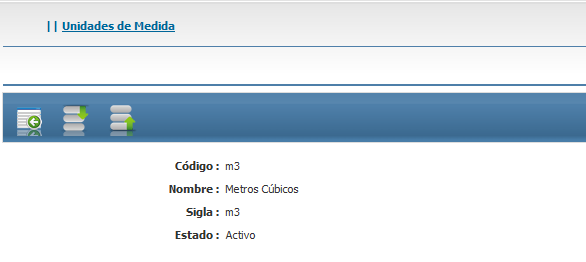 || Unidades de Medida
Código : m3
Nombre : Metros Cúbicos
Sigla : m3
Estado : Activo